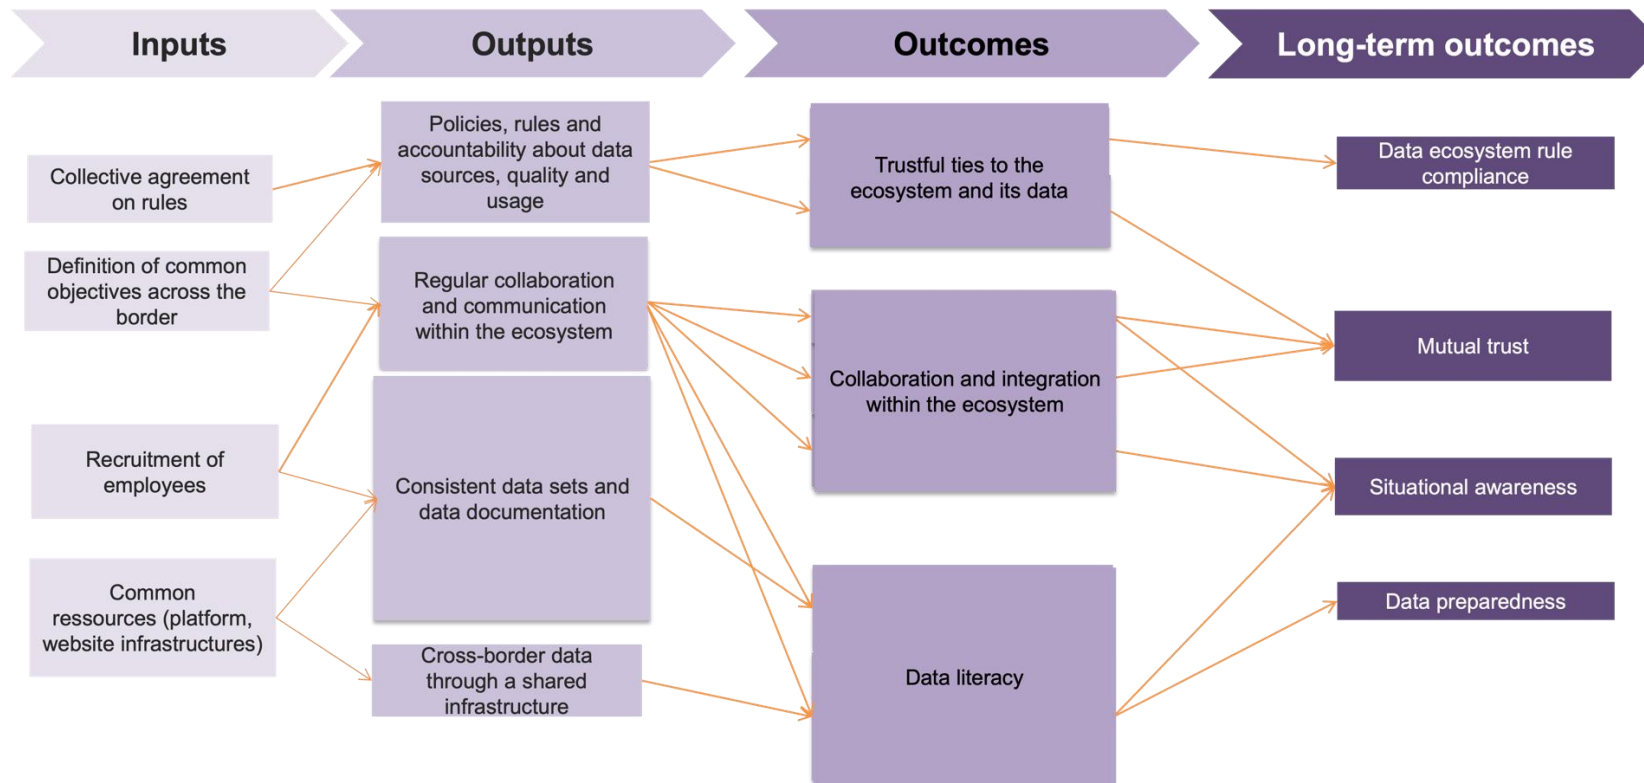 Inputs
Outputs
Outcomes
Long-term outcomes
Collective agreement
on rules
Definition of common
objectives across the
border
Recruitment of
employees
Common
ressources (platform,
website infrastructures)
Policies, rules and
accountability about data
sources, quality and
usage
Regular collaboration
and communication
within the ecosystem
Consistent data sets and
data documentation
Cross-border data
through a shared
infrastructure
Trustful ties to the
ecosystem and its data
Collaboration and integration
within the ecosystem
Data literacy
Data ecosystem rule
compliance
Mutual trust
Situational awareness
Data preparedness